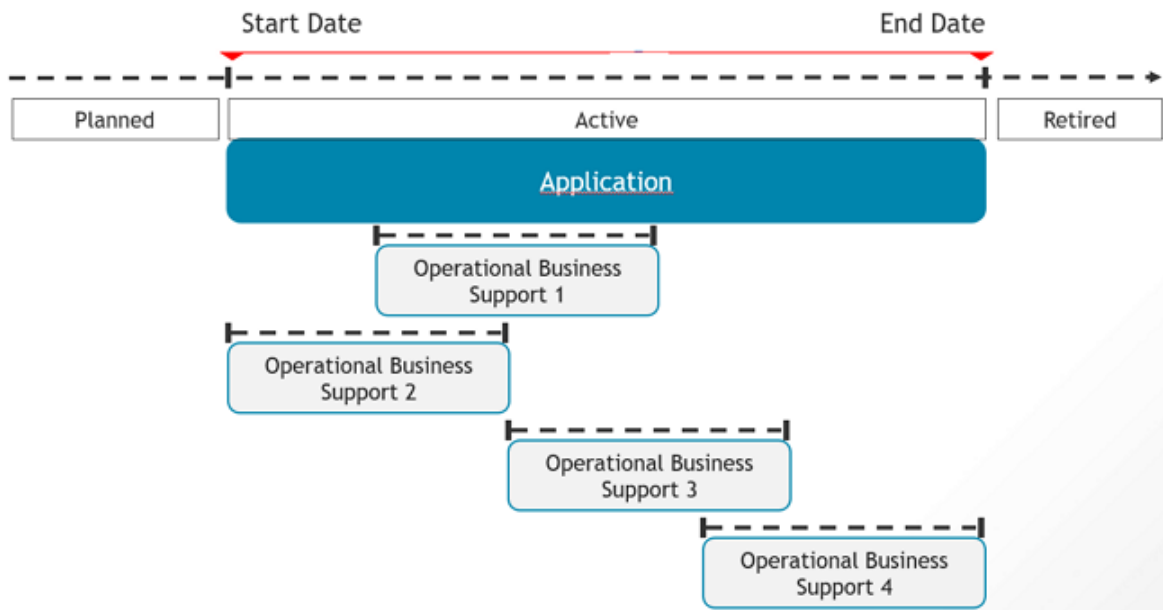 Start Date
End Date
Planned
Active
Retired
Application
Operational Business
Support 1
Operational Business
Support 2
Operational Business
Support 3
Operational Business
Support 4